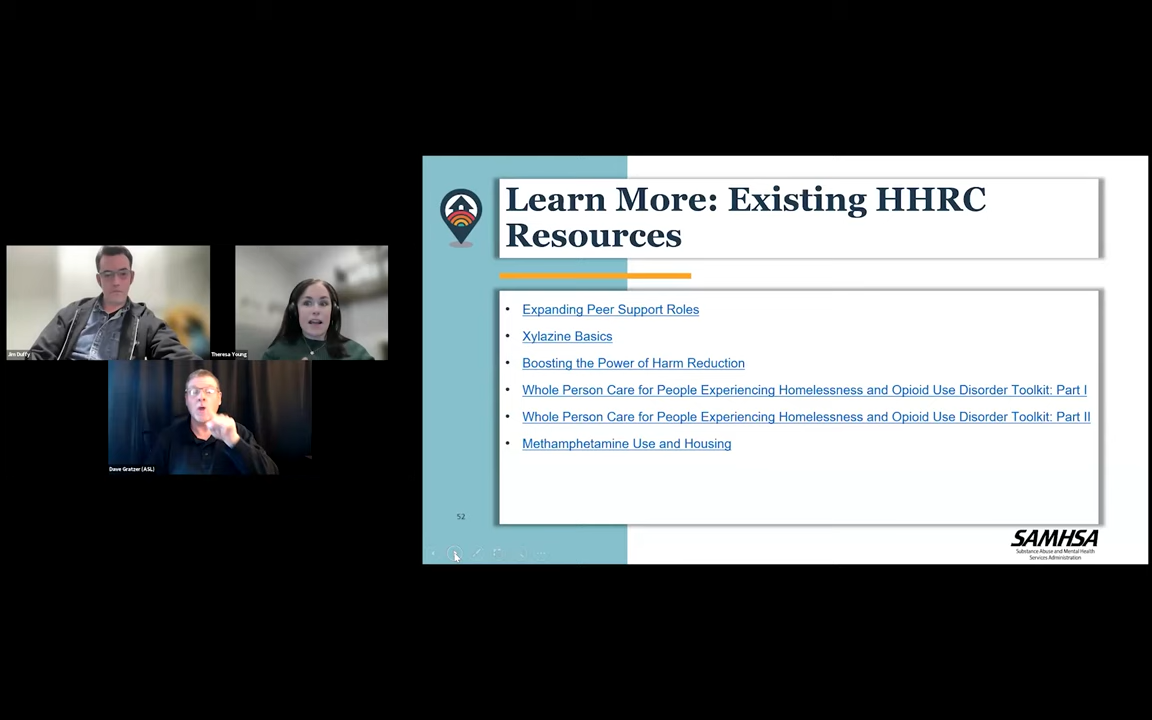 Jim Duffy
Theresa Young
Dave Gratzer (ASL)
Learn More: Existing HHRC
Resources
• Expanding Peer Support Roles
• Xylazine Basics
• Boosting the Power of Harm Reduction
• Whole Person Care for People Experiencing Homelessness and Opioid Use Disorder Toolkit: Part I
• Whole Person Care for People Experiencing Homelessness and Opioid Use Disorder Toolkit: Part II
• Methamphetamine Use and Housing
52
SAMHSA
Substance Abuse and Mental Health
Services Administration